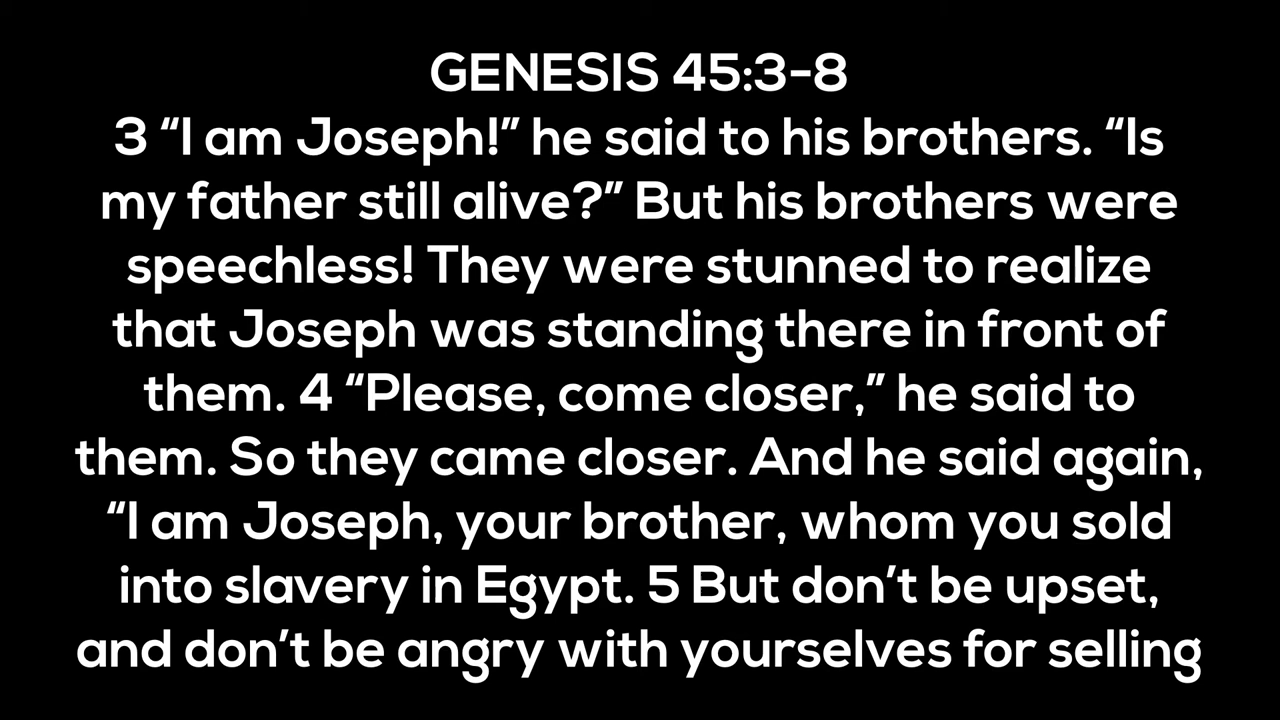 GENESIS 45:3-8
3 “I am Joseph!” he said to his brothers. “Is
my father still alive?” But his brothers were
speechless! They were stunned to realize
that Joseph was standing there in front of
them. 4 “Please, come closer,” he said to
them. So they came closer. And he said again,
“I am Joseph, your brother, whom you sold
into slavery in Egypt. 5 But don’t be upset,
and don’t be angry with yourselves for selling